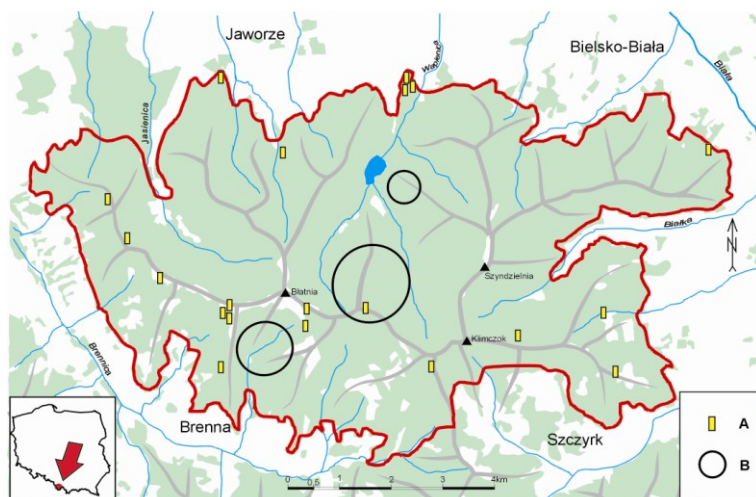 Jaworze
Bielsko-Biała
Wapienica
Biała
Jasienica
Białka
N
Szyndzielnia
Błatnia
Klimczok
Brennica
Brenna
Szczyrk
A
B
0 0,5 1 2 4km